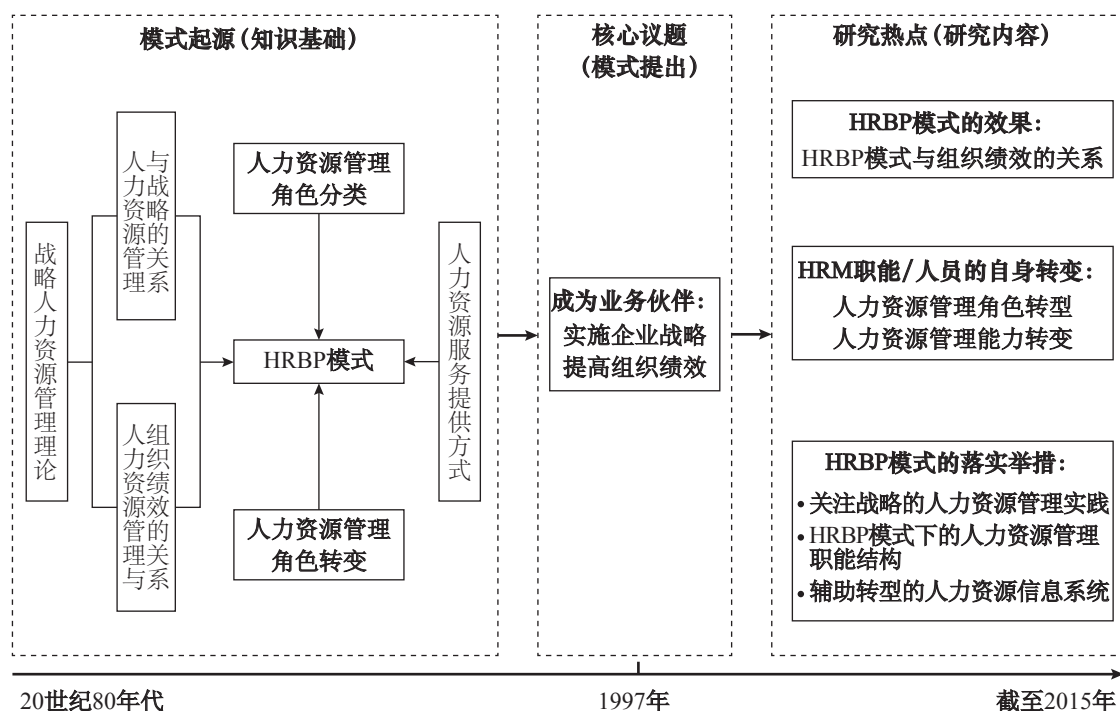 模式起源(知识基础)
战略人力资源管理理论
人力资源管理
与战略的关系
人力资源管理与
组织绩效的关系
人力资源管理
角色分类
HRBP模式
人力资源管理
角色转变
人力资源服务提供方式
核心议题
(模式提出)
成为业务伙伴：
实施企业战略
提高组织绩效
研究热点(研究内容)
HRBP模式的效果：
HRBP模式与组织绩效的关系
HRM职能/人员的自身转变：
人力资源管理角色转型
人力资源管理能力转变
HRBP模式的落实举措：
•关注战略的人力资源管理实践
•HRBP模式下的人力资源管理
职能结构
•辅助转型的人力资源信息系统
20世纪80年代
1997年
截至2015年